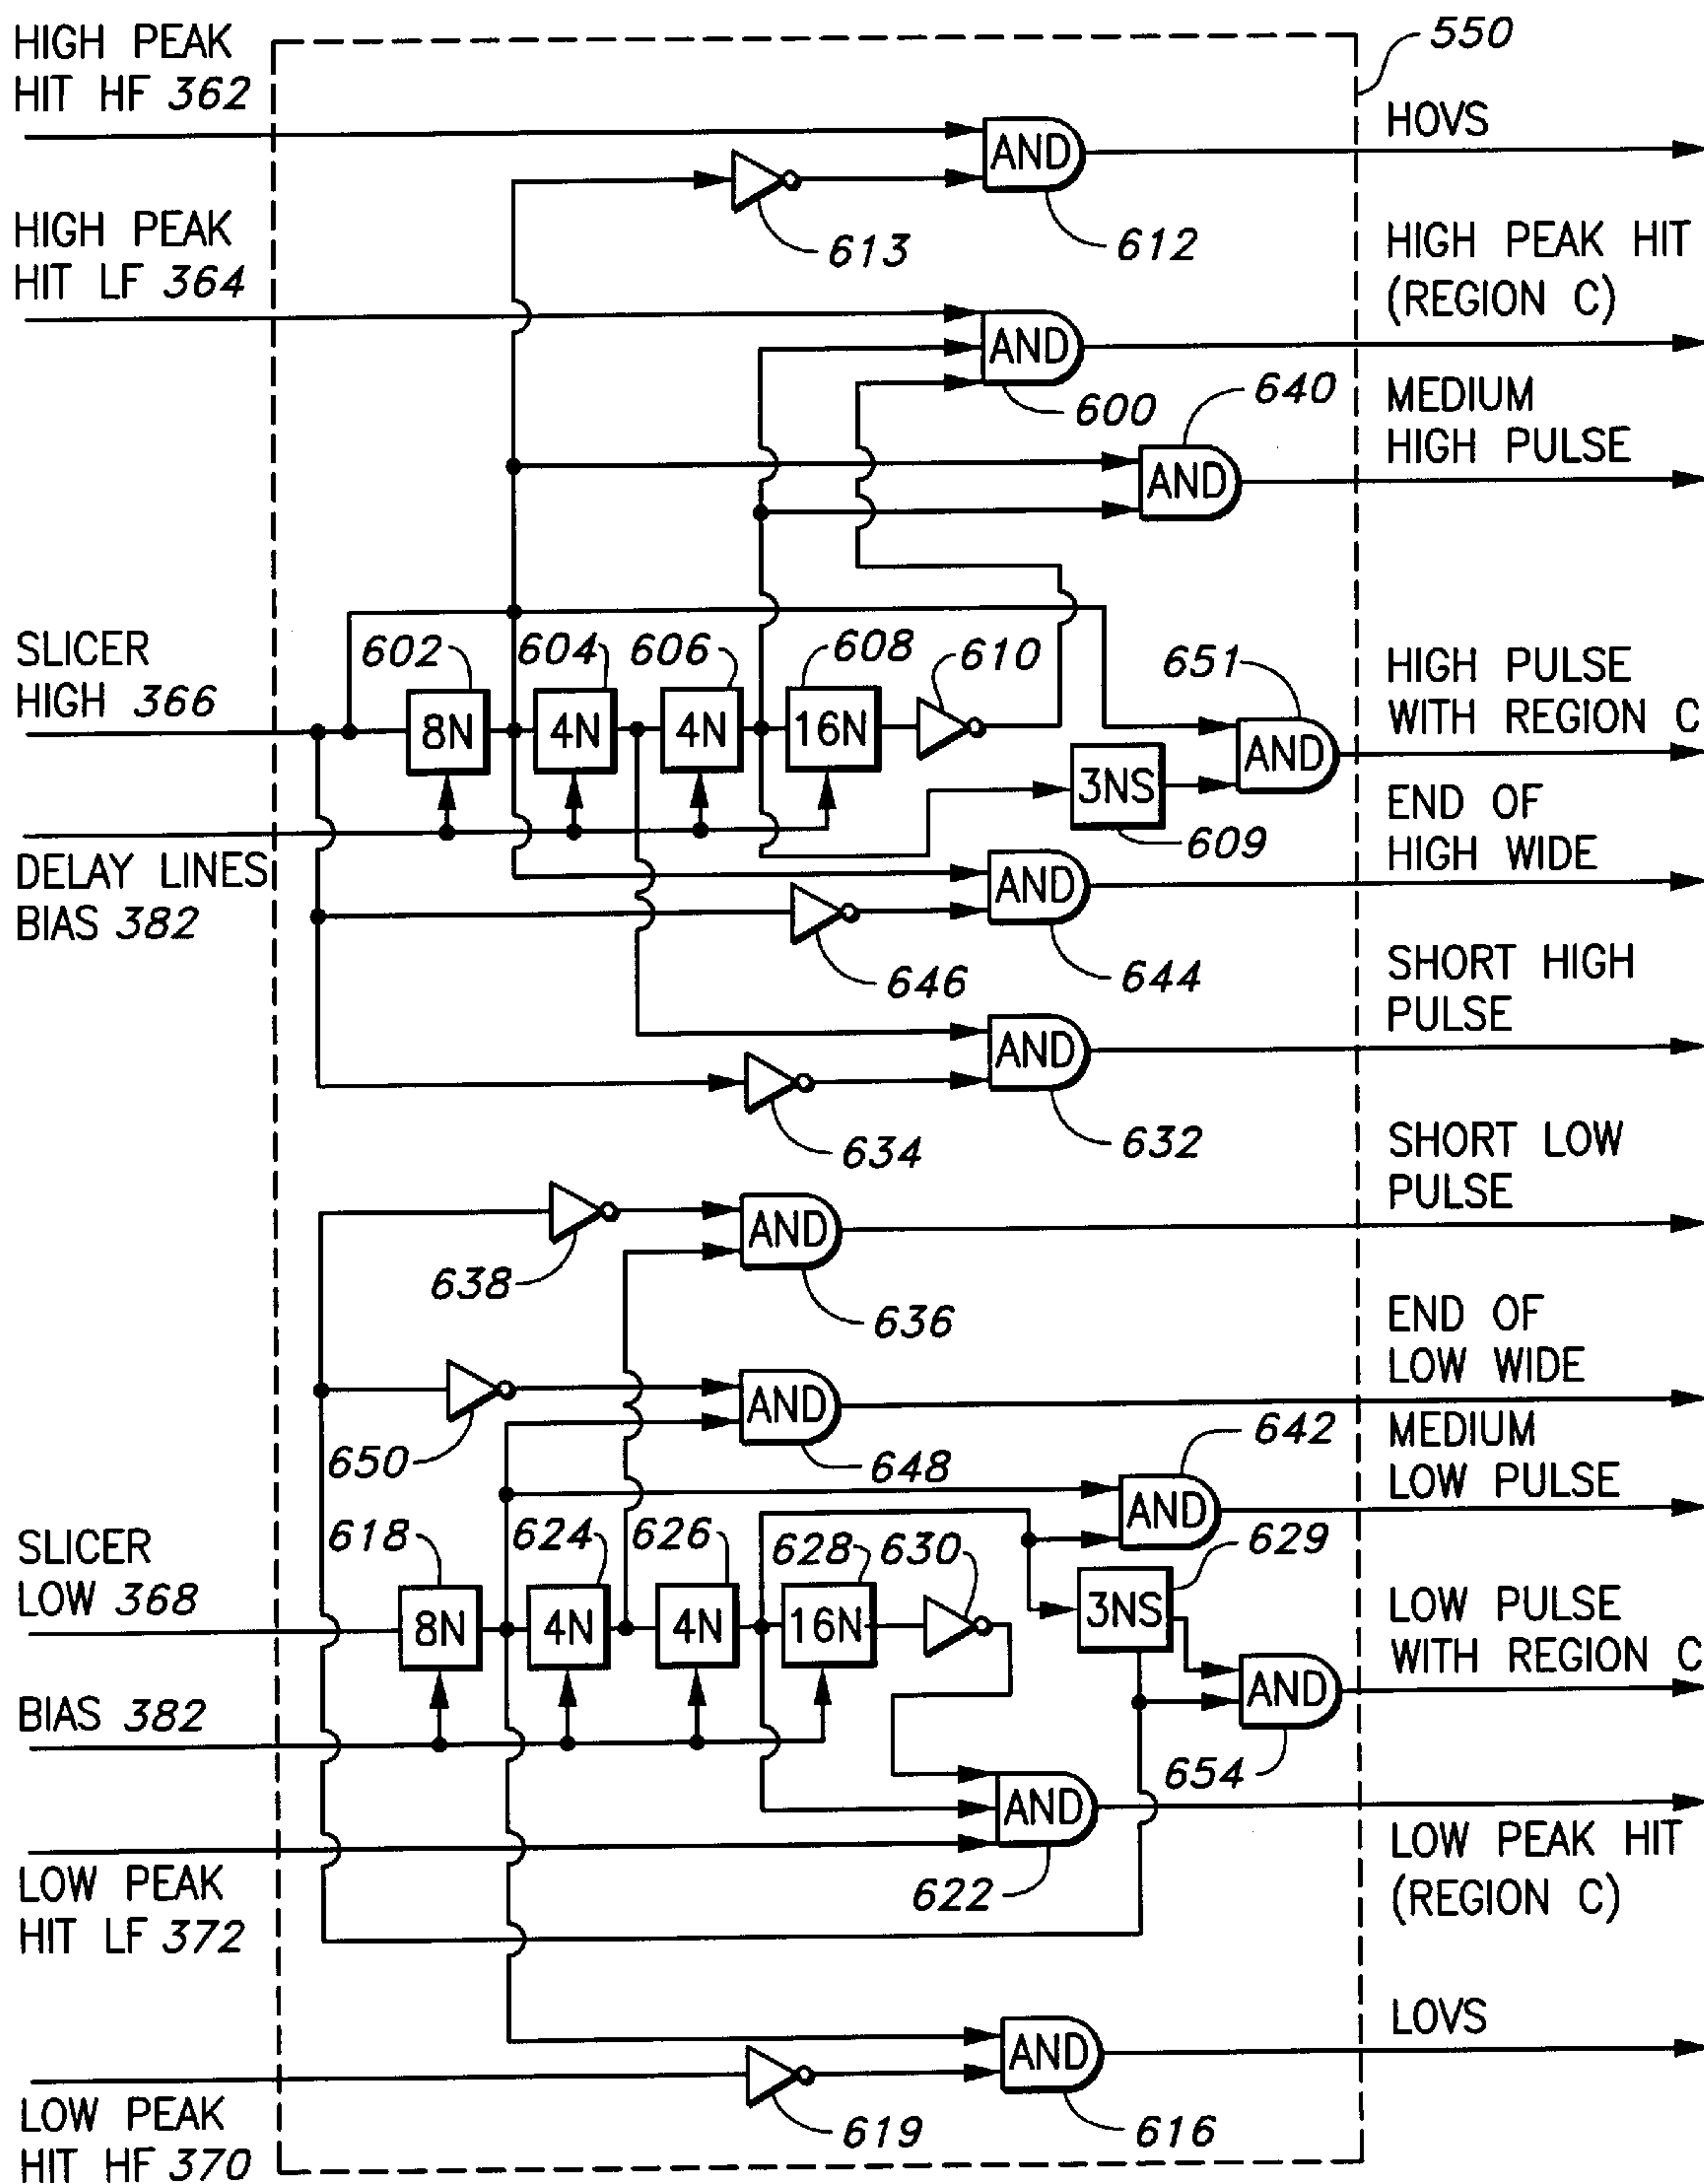 HIGH PEAK
HIT HF 362
550
HOVS
AND
613
612
HIGH PEAK
HIT LF 364
HIGH PEAK HIT
(REGION C)
AND
600
640
MEDIUM
HIGH PULSE
AND
SLICER
HIGH 366
602
604
606
608
610
651
8N
4N
4N
16N
HIGH PULSE
WITH REGION C
AND
3NS
609
DELAY LINES
BIAS 382
END OF
HIGH WIDE
AND
646
644
SHORT HIGH
PULSE
AND
634
632
SHORT LOW
PULSE
AND
638
636
END OF
LOW WIDE
AND
650
648
642
MEDIUM
LOW PULSE
AND
SLICER
LOW 368
618
624
626
628
630
629
8N
4N
4N
16N
3NS
LOW PULSE
WITH REGION C
AND
654
BIAS 382
AND
622
LOW PEAK HIT
(REGION C)
LOW PEAK
HIT LF 372
LOVS
AND
619
616
LOW PEAK
HIT HF 370